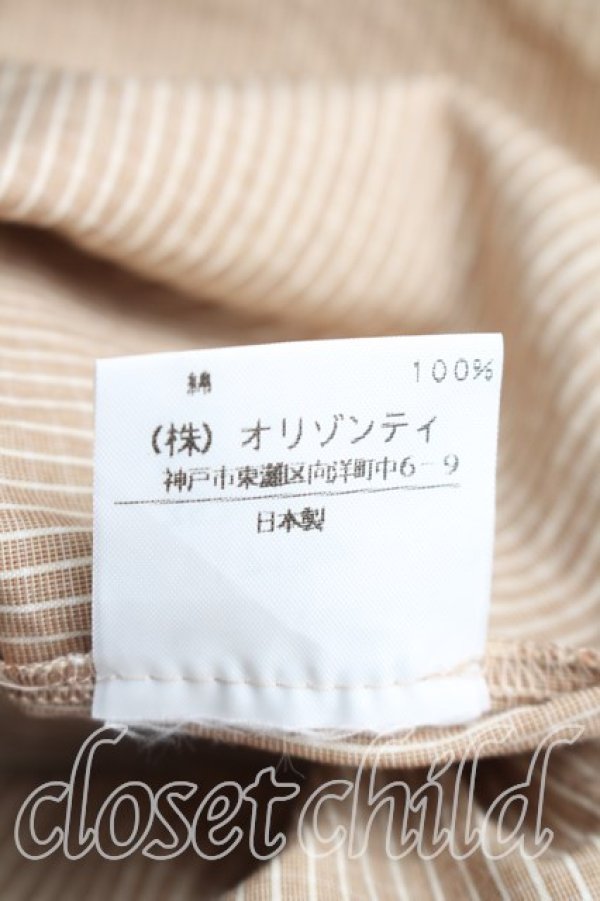 綿 100%
(株) オリゾンティ
神戸市東灘区向洋町中6-9
日本製
closet child